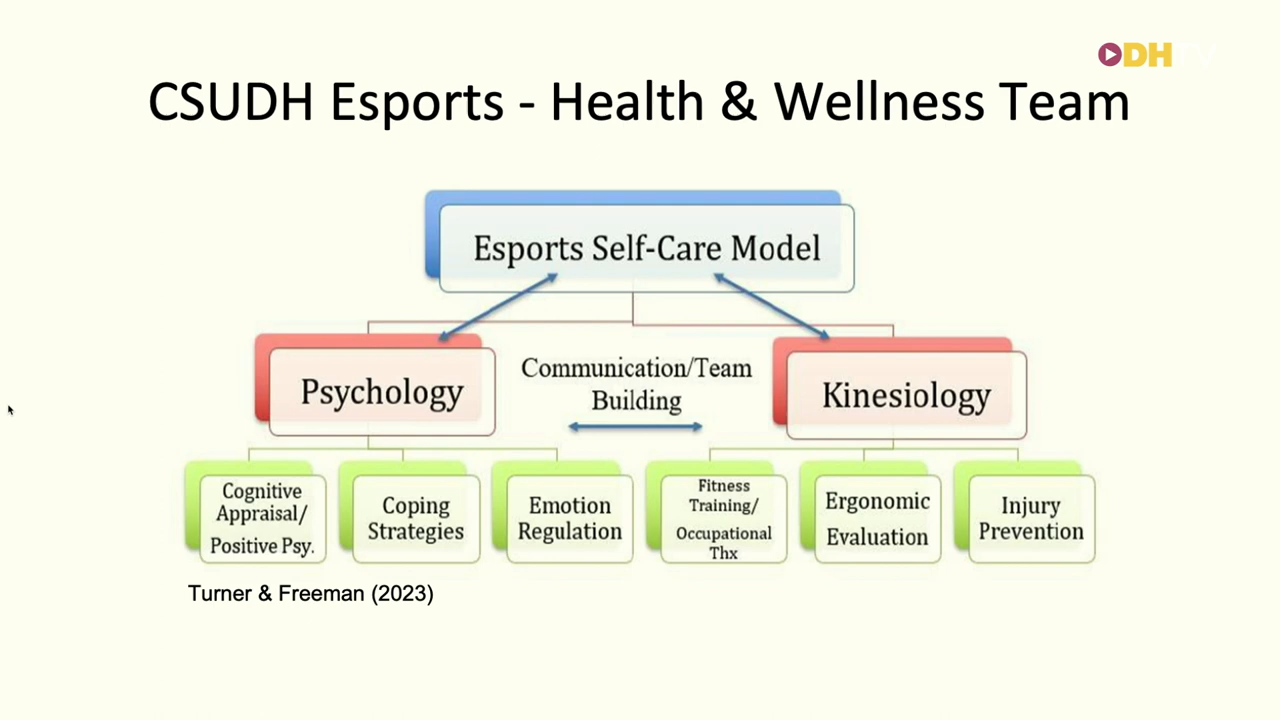 DHTV
CSUDH Esports - Health & Wellness Team
Esports Self-Care Model
Psychology
Communication/Team
Building
Kinesiology
Cognitive
Appraisal/
Positive Psy.
Coping
Strategies
Emotion
Regulation
Fitness
Training/
Occupational
Thx
Ergonomic
Evaluation
Injury
Prevention
Turner & Freeman (2023)